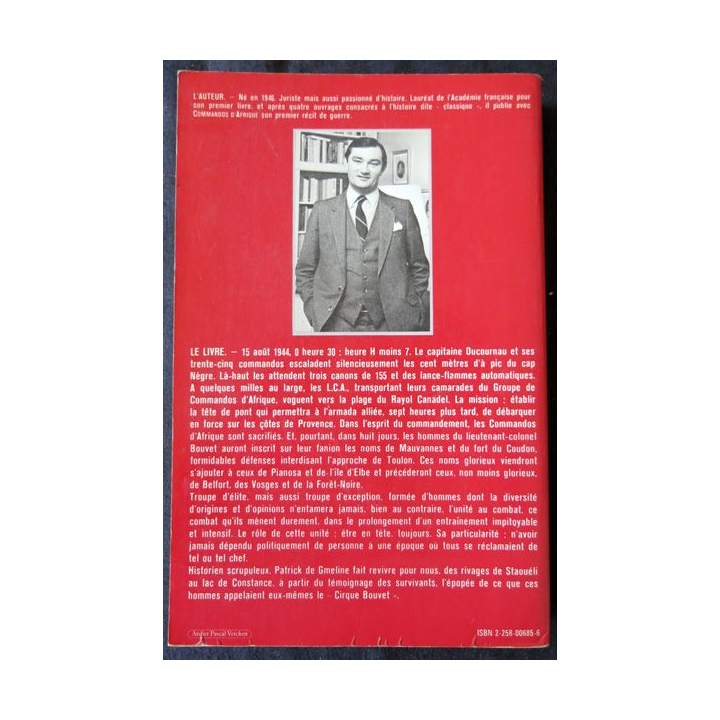 L'AUTEUR. – Né en 1946. Juriste mais aussi passionné d'histoire. Lauréat de l'Académie française pour
son premier livre, et après quatre ouvrages consacrés à l'histoire dite « classique », il publie avec
COMMANDOS D'AFRIQUE son premier récit de guerre.
LE LIVRE. – 15 août 1944, 0 heure 30 : heure H moins 7. Le capitaine Ducournau et ses
trente-cinq commandos escaladent silencieusement les cent mètres d'à pic du cap
Nègre. Là-haut les attendent trois canons de 155 et des lance-flammes automatiques.
A quelques milles au large, les L.C.A., transportant leurs camarades du Groupe de
Commandos d'Afrique, voguent vers la plage du Rayol Canadel. La mission : établir
la tête de pont qui permettra à l'armada alliée, sept heures plus tard, de débarquer
en force sur les côtes de Provence. Dans l'esprit du commandement, les Commandos
d'Afrique sont sacrifiés. Et, pourtant, dans huit jours, les hommes du lieutenant-colonel
Bouvet auront inscrit sur leur fanion les noms de Mauvannes et du fort du Coudon,
formidables défenses interdisant l'approche de Toulon. Ces noms glorieux viendront
s'ajouter à ceux de Pianosa et de l'île d'Elbe et précéderont ceux, non moins glorieux,
de Belfort, des Vosges et de la Forêt-Noire.
Troupe d'élite, mais aussi troupe d'exception, formée d'hommes dont la diversité
d'origines et d'opinions n'entamera jamais, bien au contraire, l'unité au combat, ce
combat qu'ils mènent durement, dans le prolongement d'un entraînement impitoyable
et intensif. Le rôle de cette unité : être en tête, toujours. Sa particularité : n'avoir
jamais dépendu politiquement de personne à une époque où tous se réclamaient de
tel ou tel chef.
Historien scrupuleux, Patrick de Gmeline fait revivre pour nous, des rivages de Staouéli
au lac de Constance, à partir du témoignage des survivants, l'épopée de ce que ces
hommes appelaient eux-mêmes le « Cirque Bouvet ».
Atelier Pascal Vercken
ISBN 2-258-00685-6